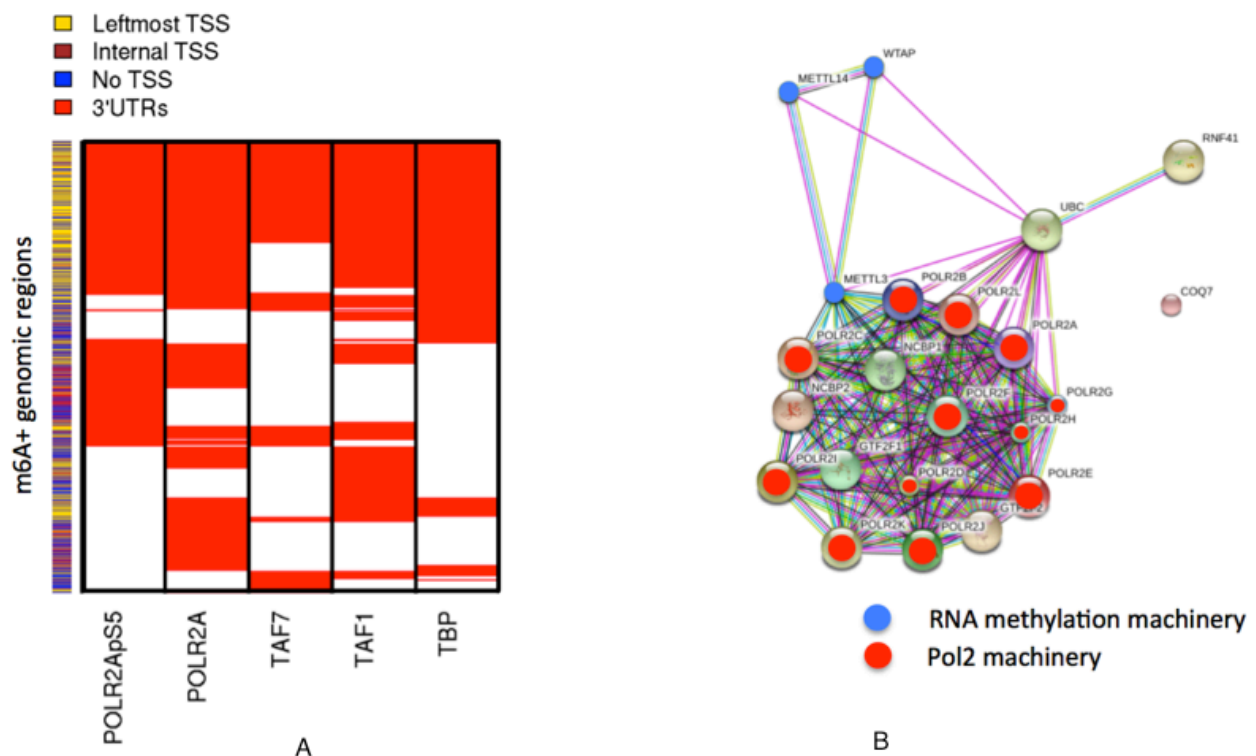 Leftmost TSS
Internal TSS
No TSS
3'UTRs
m6A+ genomic regions
POLR2ApS5
POLR2A
TAF7
TAF1
TBP
A
WTAP
METTL14
RNF41
UBC
METTL3
POLR2B
COQ7
POLR2L
POLR2A
POLR2C
NCBP1
NCBP2
POLR2F
POLR2G
POLR2H
GTF2F1
POLR2I
POLR2D
POLR2E
GTF2F2
POLR2K
POLR2J
RNA methylation machinery
Pol2 machinery
B